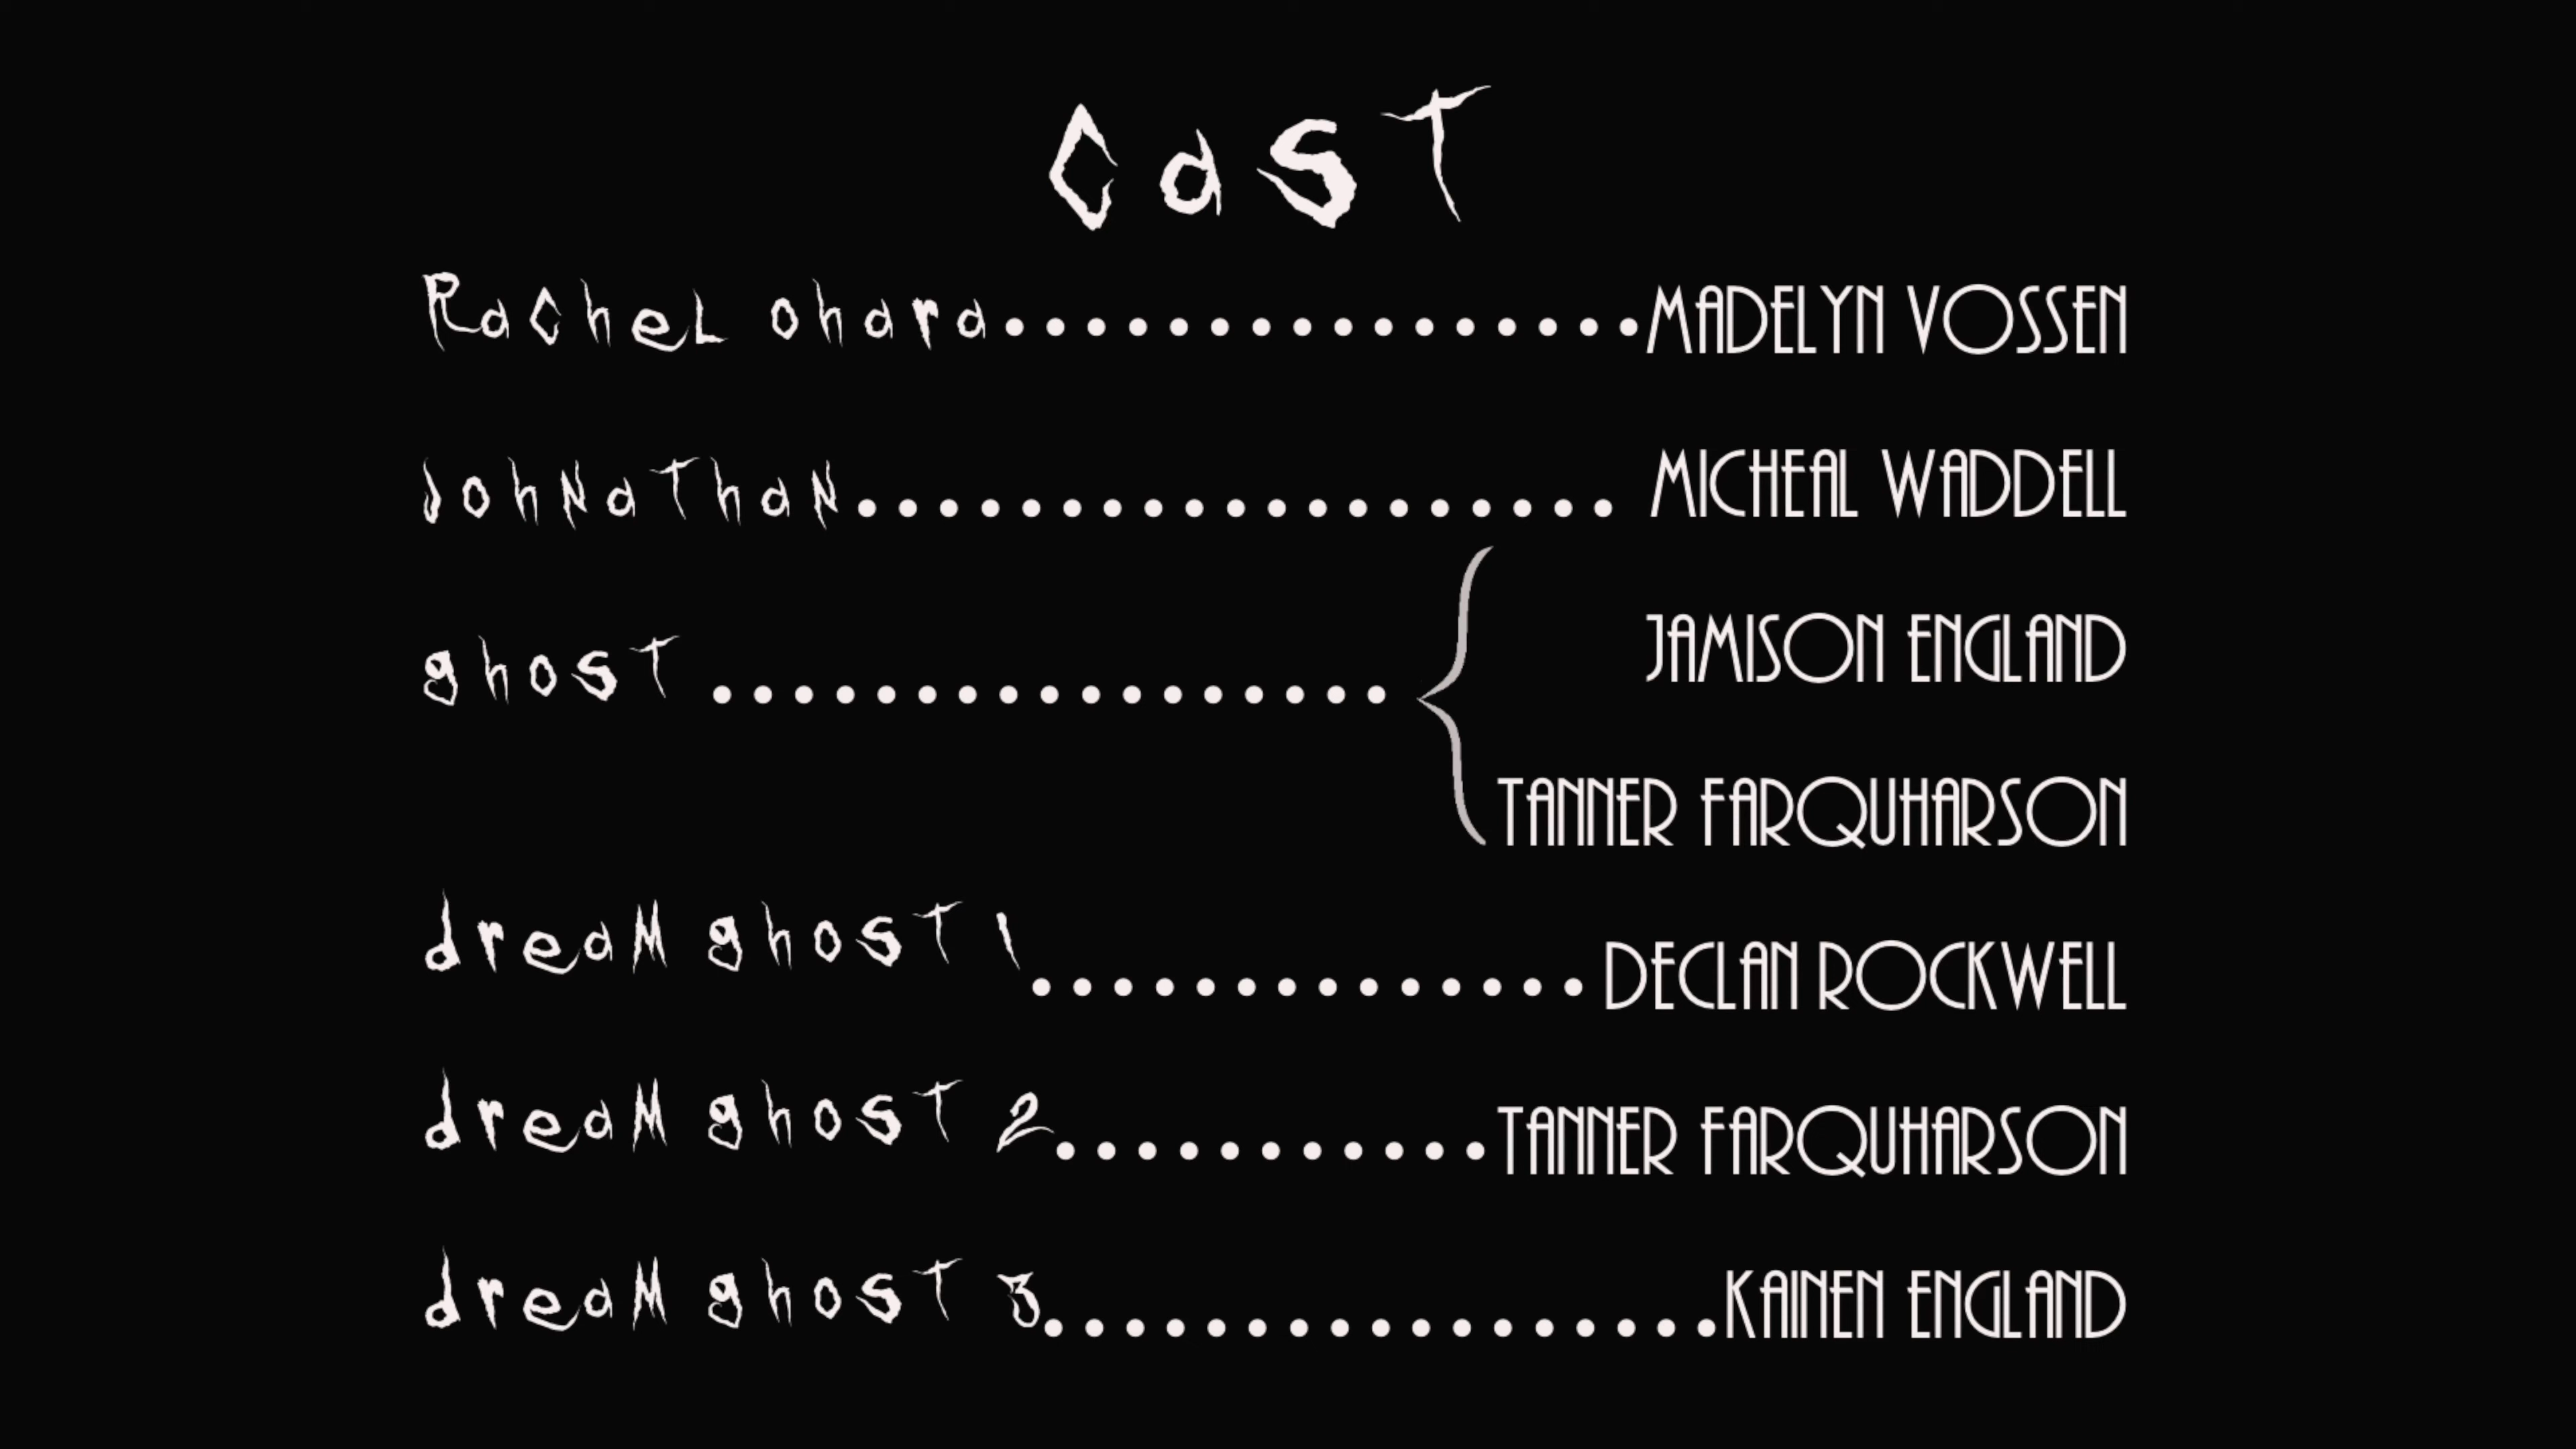 Cast
Rachel ohara................MADELYN VOSSEN
Johnathan................... MICHEAL WADDELL
ghost ................. { JAMISON ENGLAND
TANNER FARQUHARSON
dream ghost 1.............. DECLAN ROCKWELL
dream ghost 2...........TANNER FARQUHARSON
dream ghost 3.................KAINEN ENGLAND